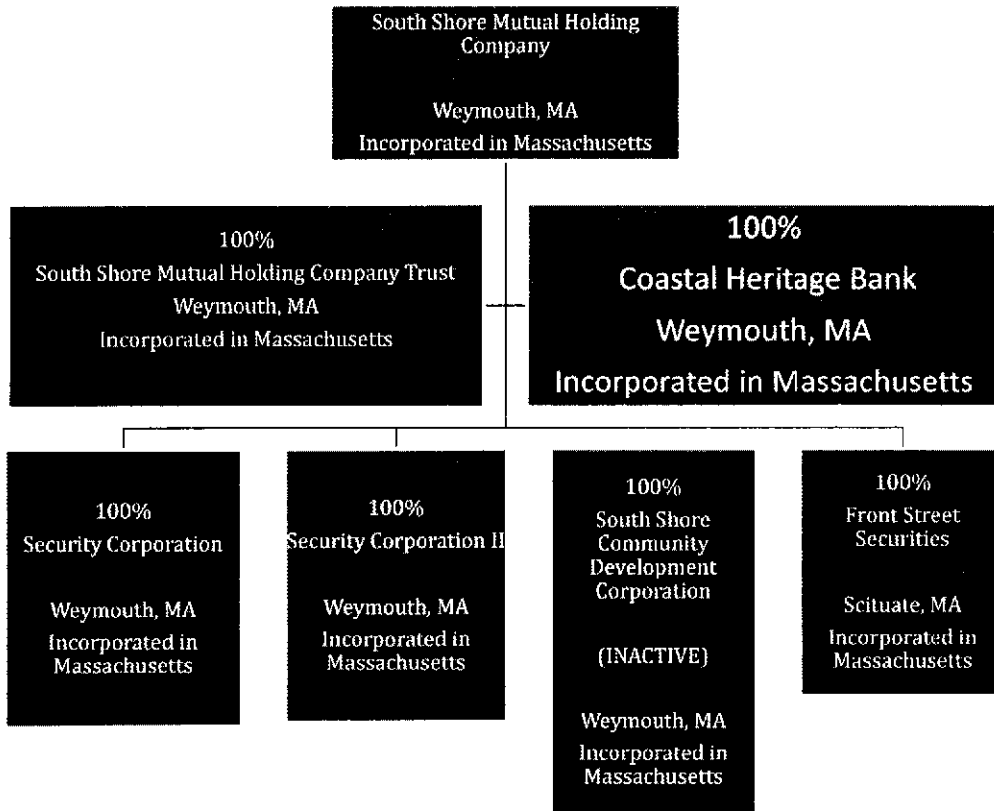 South Shore Mutual Holding
Company
Weymouth, MA
Incorporated in Massachusetts
100%
South Shore Mutual Holding Company Trust
Weymouth, MA
Incorporated in Massachusetts
100%
Coastal Heritage Bank
Weymouth, MA
Incorporated in Massachusetts
100%
Security Corporation
Weymouth, MA
Incorporated in
Massachusetts
100%
Security Corporation II
Weymouth, MA
Incorporated in
Massachusetts
100%
South Shore
Community
Development
Corporation
(INACTIVE)
Weymouth, MA
Incorporated in
Massachusetts
100%
Front Street
Securities
Scituate, MA
Incorporated in
Massachusetts